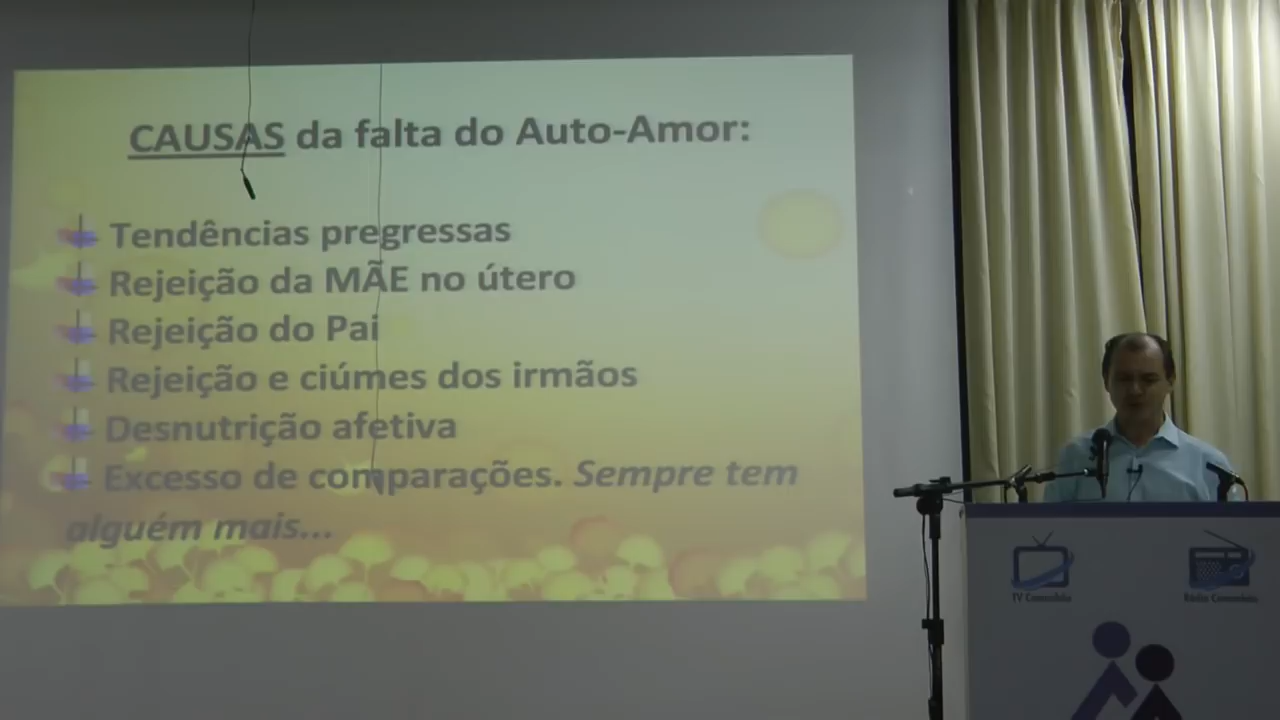 CAUSAS da falta do Auto-Amor:
Tendências pregressas
Rejeição da MÃE no útero
Rejeição do Pai
Rejeição e ciúmes dos irmãos
Desnutrição afetiva
Excesso de comparações. Sempre tem
alguém mais...
TV Comunhão
Rádio Comunhão